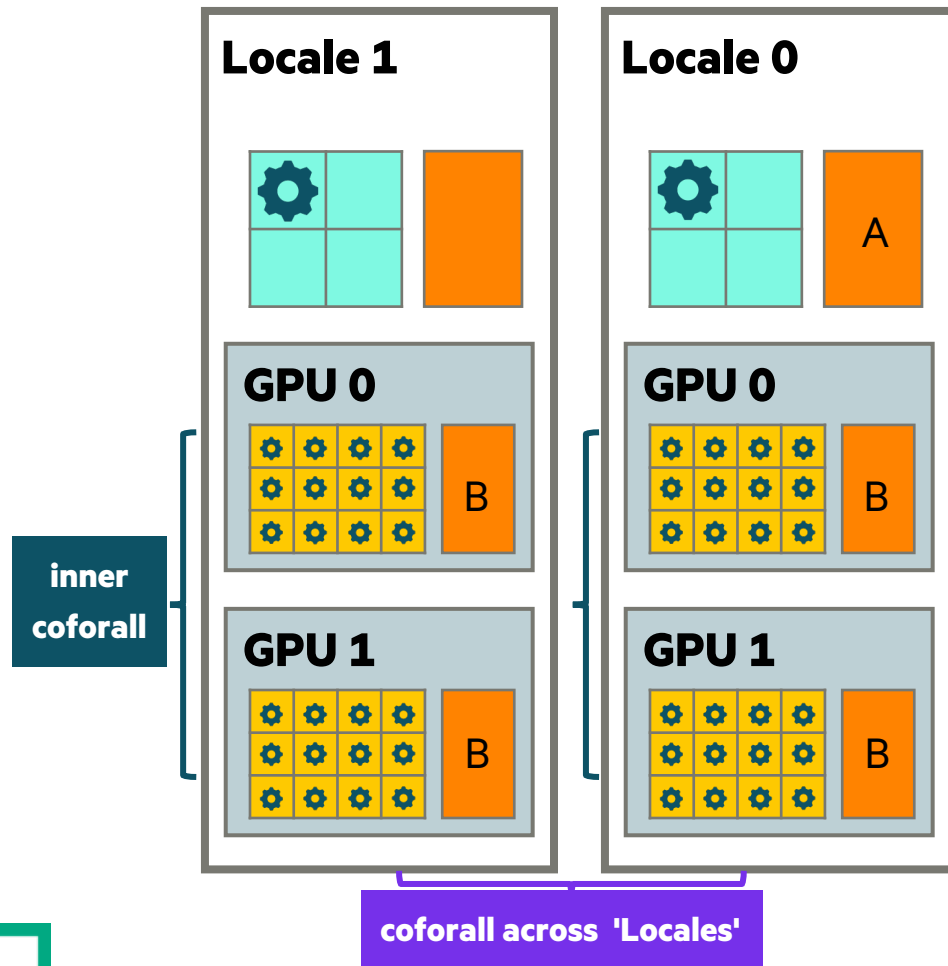 Locale 1
GPU 0
B
GPU 1
B
Locale 0
A
GPU 0
B
GPU 1
B
inner
coforall
coforall across 'Locales'